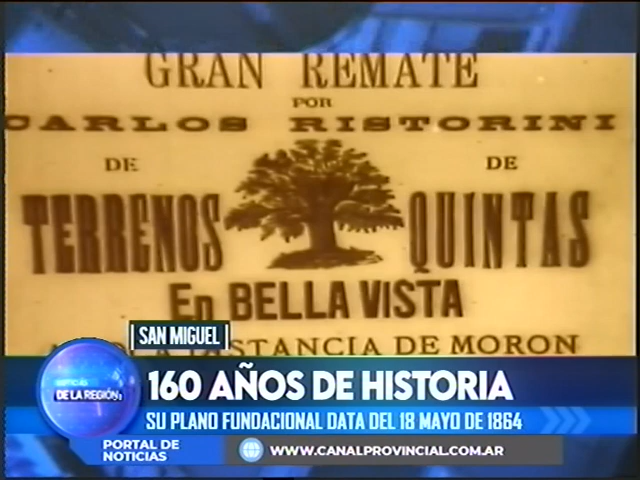 GRAN REMATE
POR
CARLOS RISTORINI
DE DE
TERRENOS QUINTAS
En BELLA VISTA
DISTANCIA DE MORON
SAN MIGUEL
160 AÑOS DE HISTORIA
SU PLANO FUNDACIONAL DATA DEL 18 MAYO DE 1864
NOTICIAS
DE LA REGIÓN
PORTAL DE
NOTICIAS
WWW.CANALPROVINCIAL.COM.AR